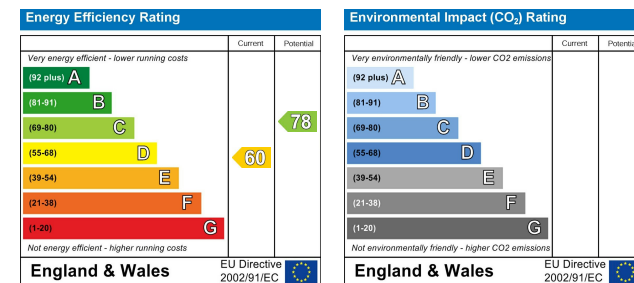 Energy Efficiency Rating
Current Potential
Very energy efficient - lower running costs
(92 plus) A
(81-91) B
(69-80) C
78
(55-68) D
60
(39-54) E
(21-38) F
(1-20) G
Not energy efficient - higher running costs
England & Wales
EU Directive
2002/91/EC
Environmental Impact (CO₂) Rating
Current Potentia
Very environmentally friendly - lower CO2 emissions
(92 plus) A
(81-91) B
(69-80) C
(55-68) D
(39-54) E
(21-38) F
(1-20) G
Not environmentally friendly - higher CO2 emissions
England & Wales
EU Directive
2002/91/EC